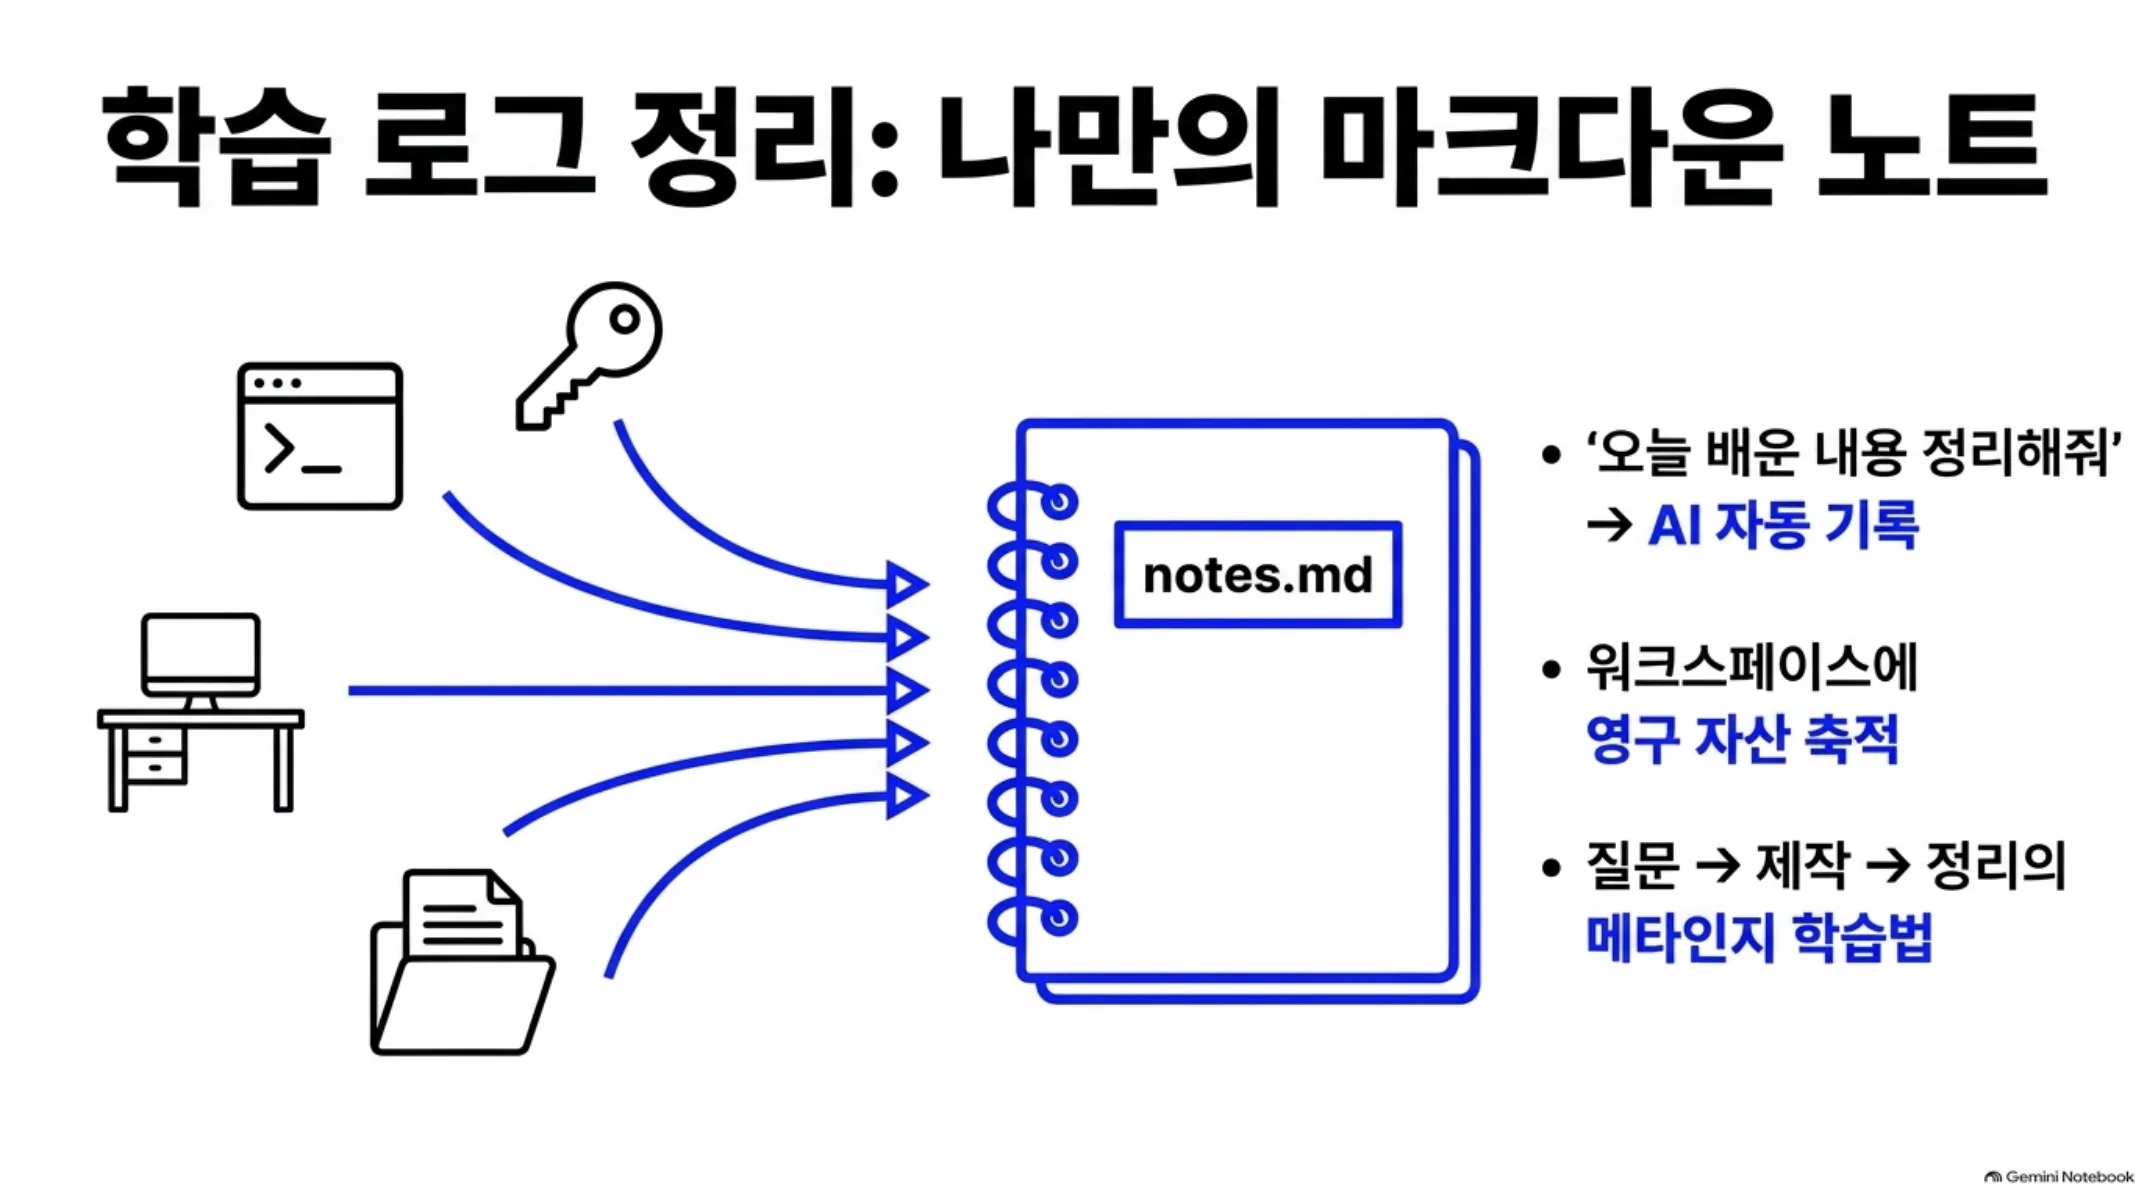 학습 로그 정리: 나만의 마크다운 노트
notes.md
• ‘오늘 배운 내용 정리해줘’
→ AI 자동 기록
• 워크스페이스에
영구 자산 축적
• 질문 → 제작 → 정리의
메타인지 학습법
Gemini Notebook